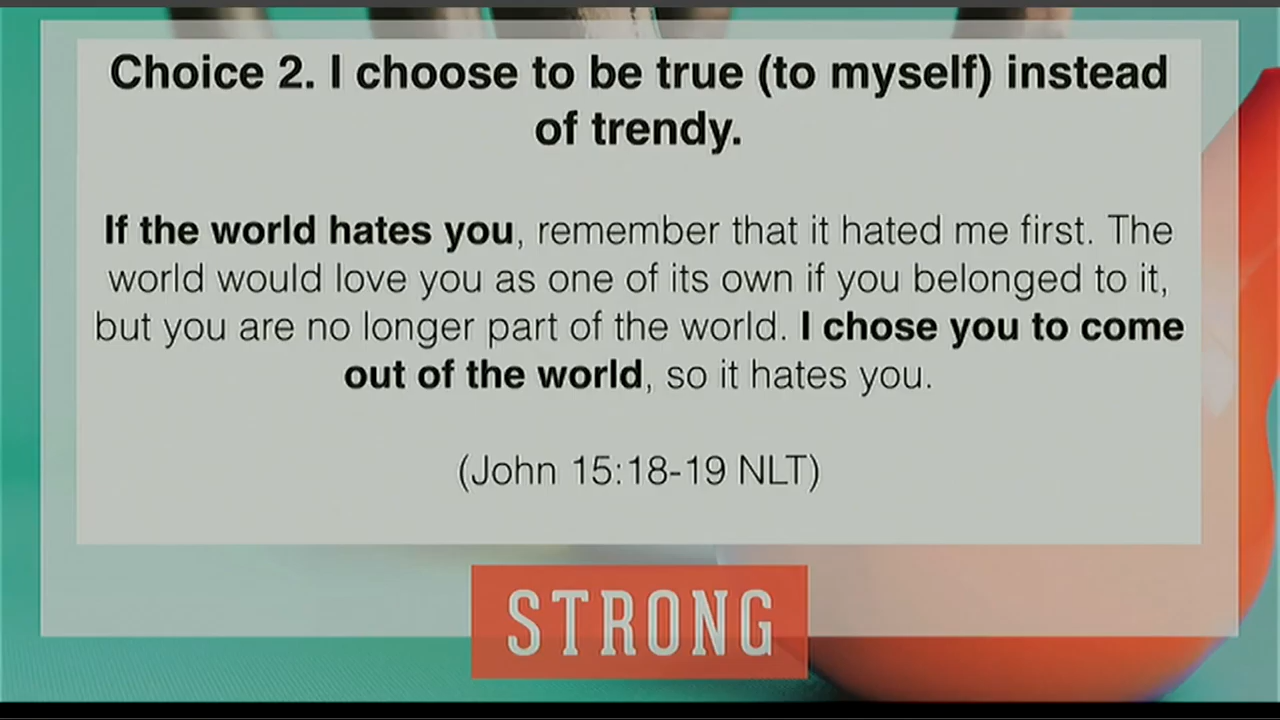 Choice 2. I choose to be true (to myself) instead
of trendy.
If the world hates you, remember that it hated me first. The
world would love you as one of its own if you belonged to it,
but you are no longer part of the world. I chose you to come
out of the world, so it hates you.
(John 15:18-19 NLT)
STRONG